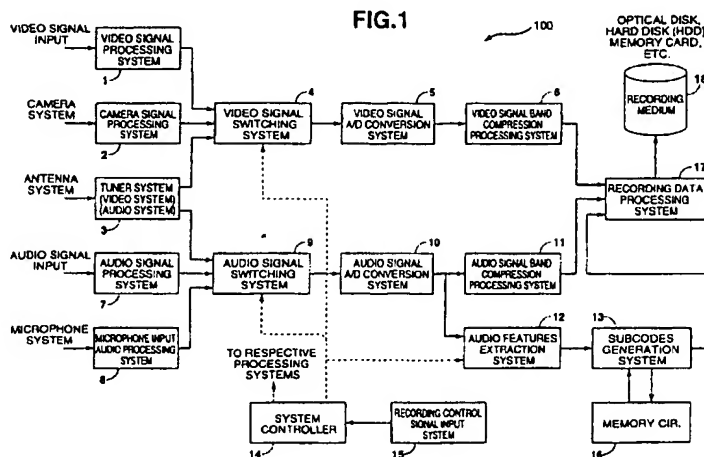 FIG.1
100
VIDEO SIGNAL
INPUT
VIDEO SIGNAL
PROCESSING
SYSTEM
1
CAMERA
SYSTEM
CAMERA SIGNAL
PROCESSING
SYSTEM
2
ANTENNA
SYSTEM
TUNER SYSTEM
(VIDEO SYSTEM)
(AUDIO SYSTEM)
3
AUDIO SIGNAL
INPUT
AUDIO SIGNAL
PROCESSING
SYSTEM
7
MICROPHONE
SYSTEM
MICROPHONE INPUT
AUDIO PROCESSING
SYSTEM
8
4
VIDEO SIGNAL
SWITCHING
SYSTEM
5
VIDEO SIGNAL
A/D CONVERSION
SYSTEM
6
VIDEO SIGNAL BAND
COMPRESSION
PROCESSING SYSTEM
OPTICAL DISK,
HARD DISK (HDD)
MEMORY CARD,
ETC.
18
RECORDING
MEDIUM
17
RECORDING DATA
PROCESSING
SYSTEM
9
AUDIO SIGNAL
SWITCHING
SYSTEM
10
AUDIO SIGNAL
A/D CONVERSION
SYSTEM
11
AUDIO SIGNAL BAND
COMPRESSION
PROCESSING SYSTEM
12
AUDIO FEATURES
EXTRACTION
SYSTEM
13
SUBCODES
GENERATION
SYSTEM
TO RESPECTIVE
PROCESSING
SYSTEMS
SYSTEM
CONTROLLER
14
RECORDING CONTROL
SIGNAL INPUT
SYSTEM
15
MEMORY CIR.
16